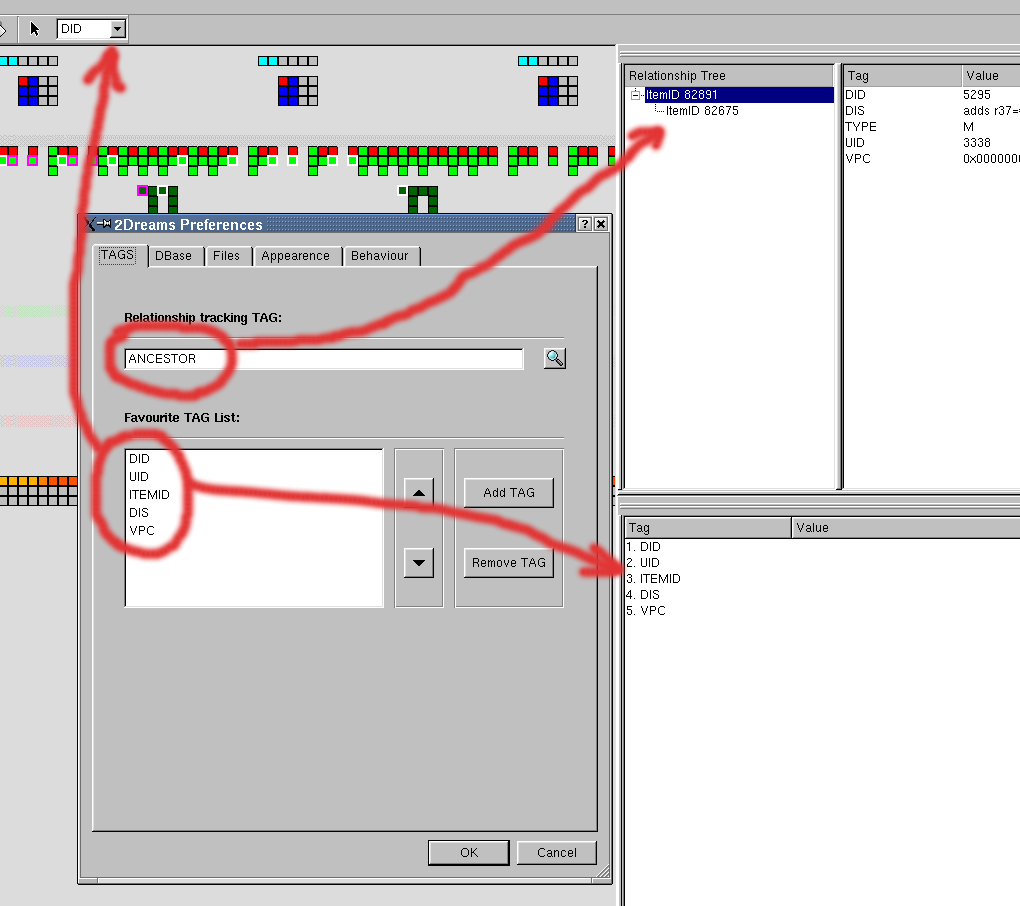 DID
Relationship Tree
ItemID 82891
ItemID 82675
Tag Value
DID 5295
DIS adds r37=
TYPE M
UID 3338
VPC 0x000000
2Dreams Preferences
TAGS DBase Files Appearence Behaviour
Relationship tracking TAG:
ANCESTOR
Favourite TAG List:
DID
UID
ITEMID
DIS
VPC
Add TAG
Remove TAG
OK Cancel
Tag Value
1. DID
2. UID
3. ITEMID
4. DIS
5. VPC